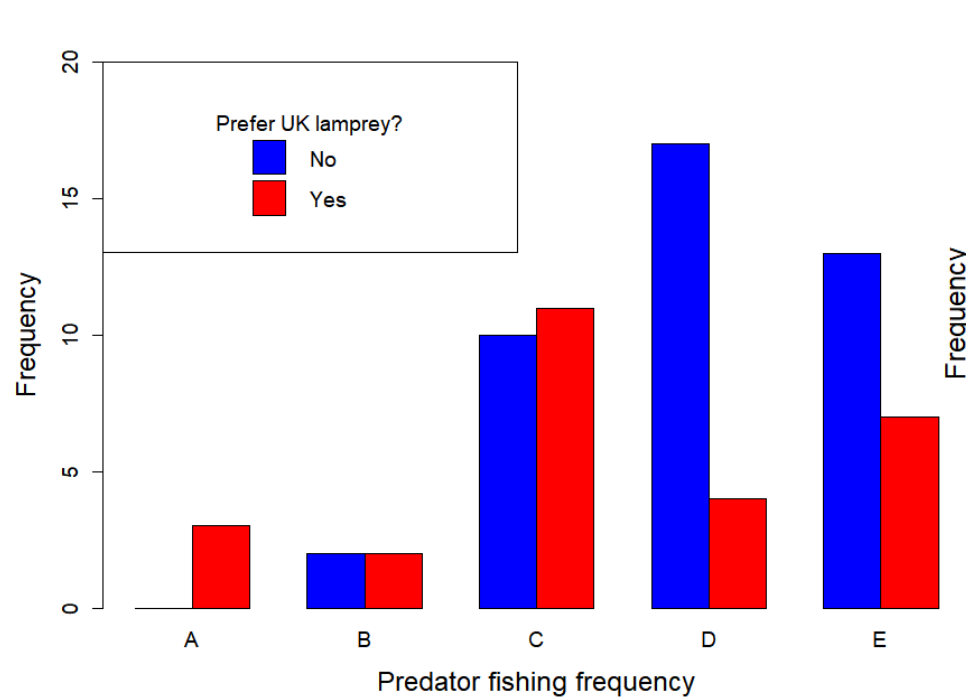 Prefer UK lamprey?
No
Yes
Frequency
20
15
10
5
0
A B C D E
Predator fishing frequency
Frequency